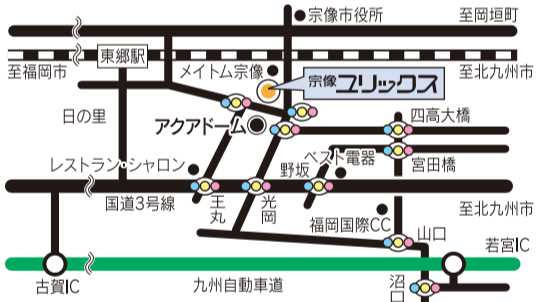 宗像市役所
至岡垣町
東郷駅
メイトム宗像
至福岡市
宗像ユリックス
至北九州市
日の里
アクアドーム
四高大橋
レストラン・シャロン
野坂
ベスト電器
宮田橋
国道3号線
王丸
光岡
福岡国際CC
至北九州市
山口
若宮IC
古賀IC
九州自動車道
沼口